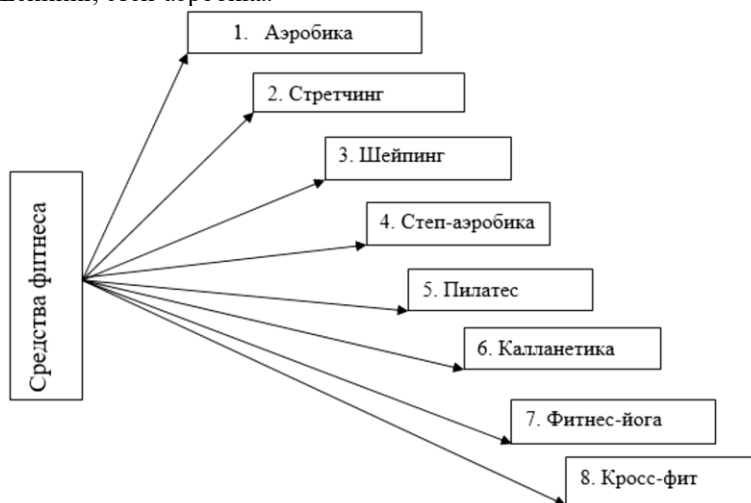 1. Аэробика
2. Стретчинг
3. Шейпинг
4. Степ-аэробика
5. Пилатес
6. Калланетика
7. Фитнес-йога
8. Кросс-фит
Средства фитнеса